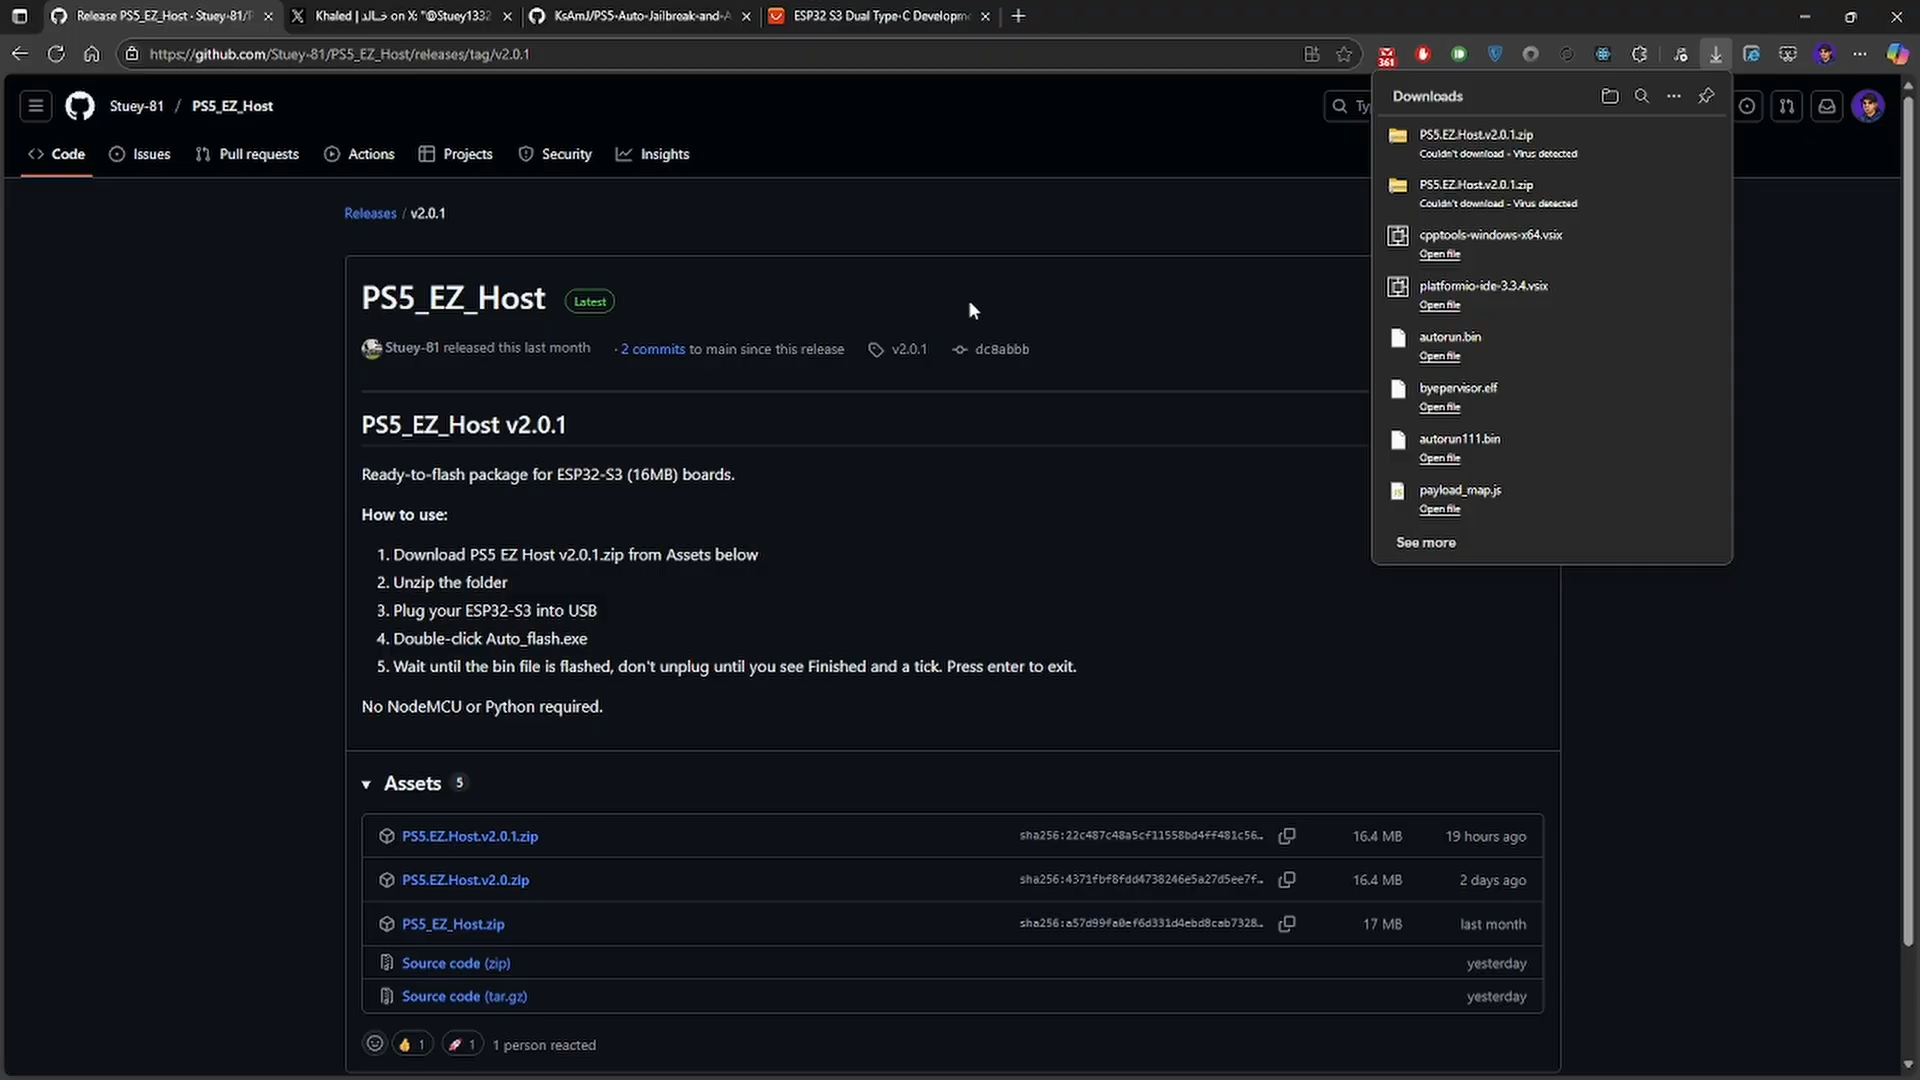 Release PS5_EZ_Host · Stuey-81/P
Khaled | خالد on X: "@Stuey1332
KsAmJ/PS5-Auto-Jailbreak-and-A
ESP32 S3 Dual Type-C Developm
https://github.com/Stuey-81/PS5_EZ_Host/releases/tag/v2.0.1
361
Stuey-81 / PS5_EZ_Host
Ty
Code
Issues
Pull requests
Actions
Projects
Security
Insights
Downloads
PS5.EZ.Host.v2.0.1.zip
Couldn't download - Virus detected
PS5.EZ.Host.v2.0.1.zip
Couldn't download - Virus detected
cpptools-windows-x64.vsix
Open file
platformio-ide-3.3.4.vsix
Open file
autorun.bin
Open file
byepervisor.elf
Open file
autorun111.bin
Open file
payload_map.js
Open file
See more
Releases / v2.0.1
PS5_EZ_Host Latest
Stuey-81 released this last month · 2 commits to main since this release v2.0.1 dc8abbb
PS5_EZ_Host v2.0.1
Ready-to-flash package for ESP32-S3 (16MB) boards.
How to use:
1. Download PS5 EZ Host v2.0.1.zip from Assets below
2. Unzip the folder
3. Plug your ESP32-S3 into USB
4. Double-click Auto_flash.exe
5. Wait until the bin file is flashed, don't unplug until you see Finished and a tick. Press enter to exit.
No NodeMCU or Python required.
Assets 5
PS5.EZ.Host.v2.0.1.zip sha256:22c487c48a5cf11558bd4ff481c56… 16.4 MB 19 hours ago
PS5.EZ.Host.v2.0.zip sha256:4371fbf8fdd4738246e5a27d5ee7f… 16.4 MB 2 days ago
PS5_EZ_Host.zip sha256:a57d99fa0ef6d331d4ebd8cab7328… 17 MB last month
Source code (zip) yesterday
Source code (tar.gz) yesterday
1 1 1 person reacted